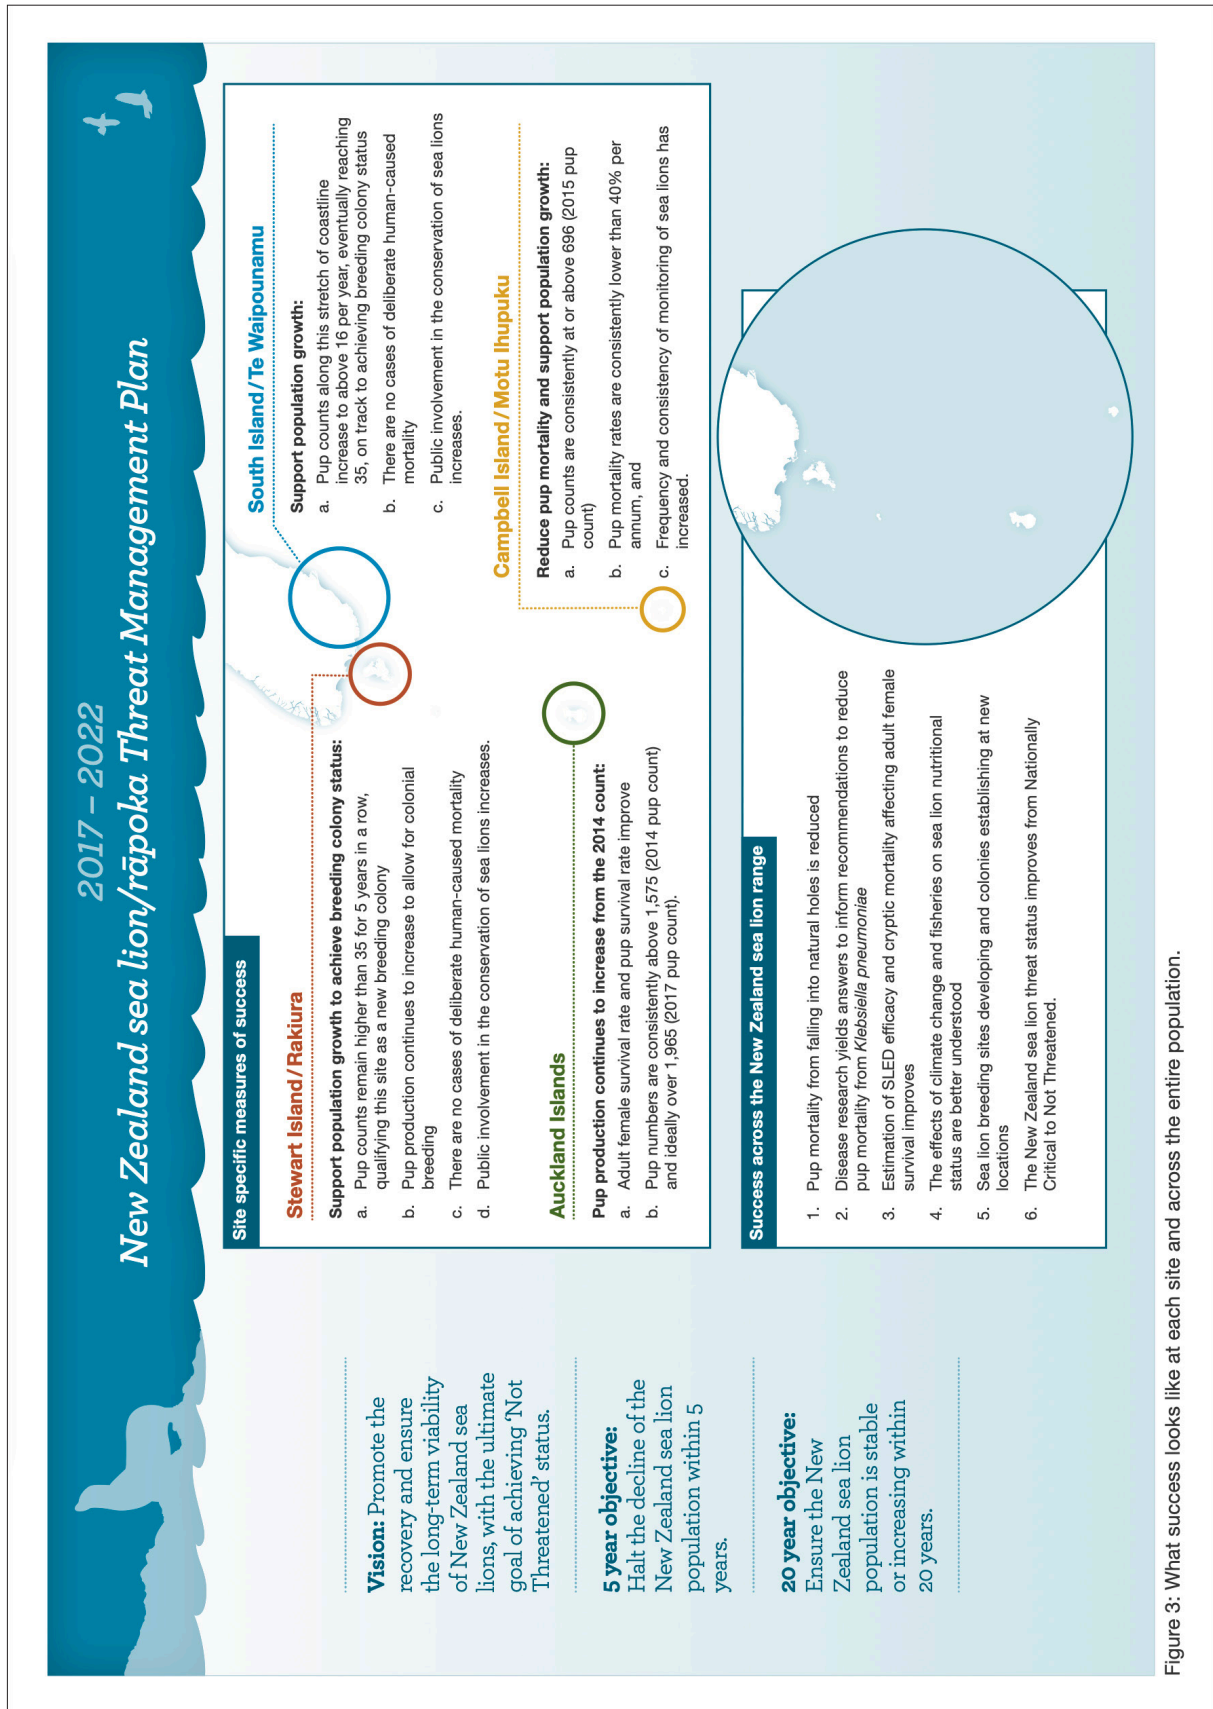 2017 – 2022
New Zealand sea lion/rāpoka Threat Management Plan
Vision: Promote the
recovery and ensure
the long-term viability
of New Zealand sea
lions, with the ultimate
goal of achieving ‘Not
Threatened’ status.
5 year objective:
Halt the decline of the
New Zealand sea lion
population within 5
years.
20 year objective:
Ensure the New
Zealand sea lion
population is stable
or increasing within
20 years.
Site specific measures of success
Stewart Island/Rakiura
Support population growth to achieve breeding colony status:
a. Pup counts remain higher than 35 for 5 years in a row,
qualifying this site as a new breeding colony
b. Pup production continues to increase to allow for colonial
breeding
c. There are no cases of deliberate human-caused mortality
d. Public involvement in the conservation of sea lions increases.
Auckland Islands
Pup production continues to increase from the 2014 count:
a. Adult female survival rate and pup survival rate improve
b. Pup numbers are consistently above 1,575 (2014 pup count)
and ideally over 1,965 (2017 pup count).
South Island/Te Waipounamu
Support population growth:
a. Pup counts along this stretch of coastline
increase to above 16 per year, eventually reaching
35, on track to achieving breeding colony status
b. There are no cases of deliberate human-caused
mortality
c. Public involvement in the conservation of sea lions
increases.
Campbell Island/Motu Ihupuku
Reduce pup mortality and support population growth:
a. Pup counts are consistently at or above 696 (2015 pup
count)
b. Pup mortality rates are consistently lower than 40% per
annum, and
c. Frequency and consistency of monitoring of sea lions has
increased.
Success across the New Zealand sea lion range
1. Pup mortality from falling into natural holes is reduced
2. Disease research yields answers to inform recommendations to reduce
pup mortality from Klebsiella pneumoniae
3. Estimation of SLED efficacy and cryptic mortality affecting adult female
survival improves
4. The effects of climate change and fisheries on sea lion nutritional
status are better understood
5. Sea lion breeding sites developing and colonies establishing at new
locations
6. The New Zealand sea lion threat status improves from Nationally
Critical to Not Threatened.
Figure 3: What success looks like at each site and across the entire population.